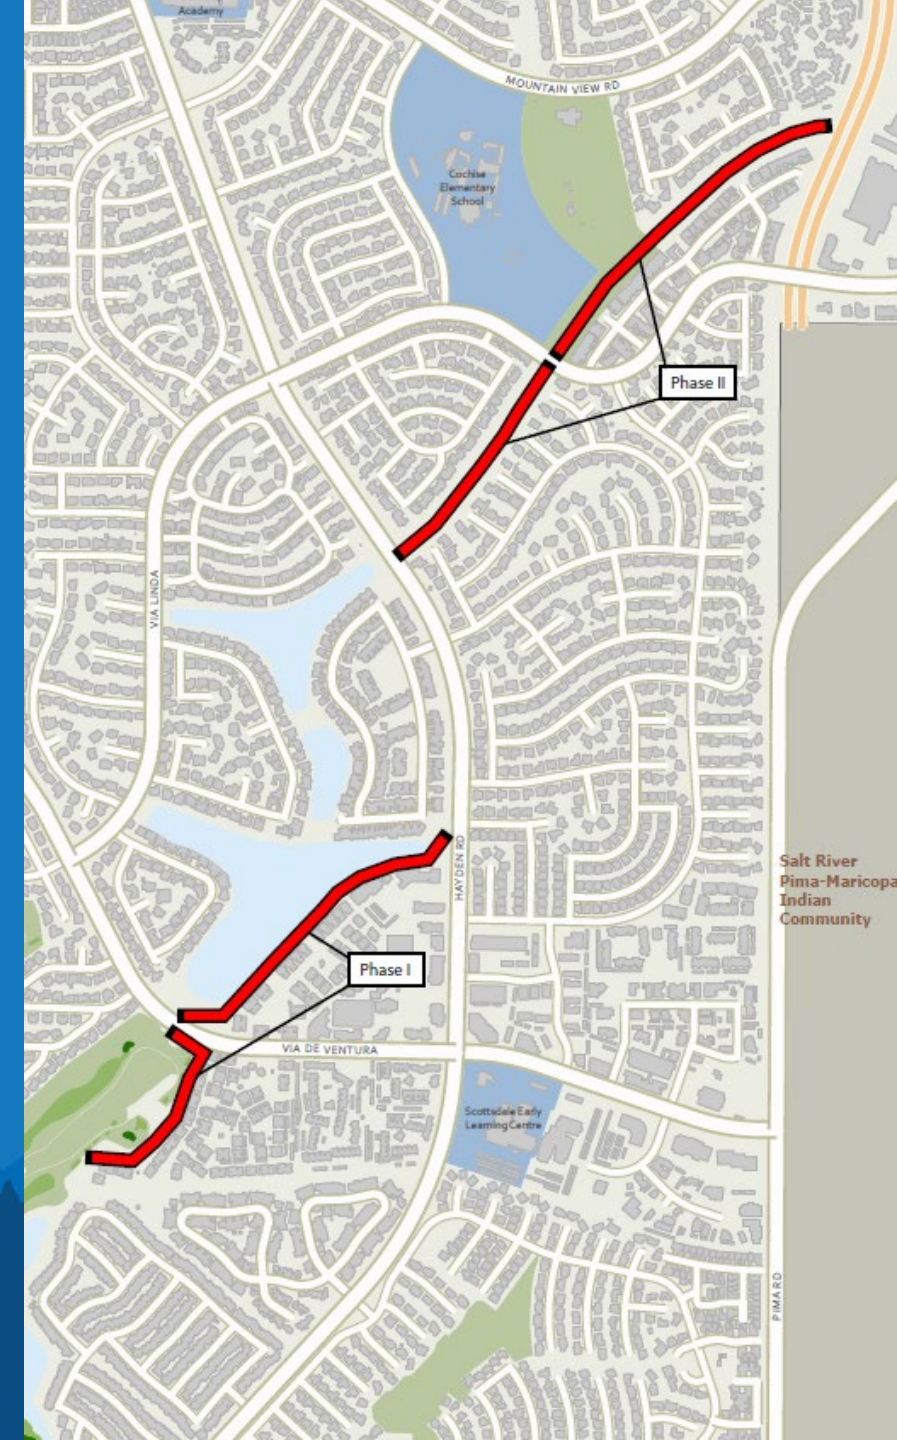 Academy
MOUNTAIN VIEW RD
Cochise
Elementary
School
Phase II
VIA LINDA
HAYDEN RD
Salt River
Pima-Maricopa
Indian
Community
Phase I
VIA DE VENTURA
Scottsdale Early
Learning Centre
PIMA RD